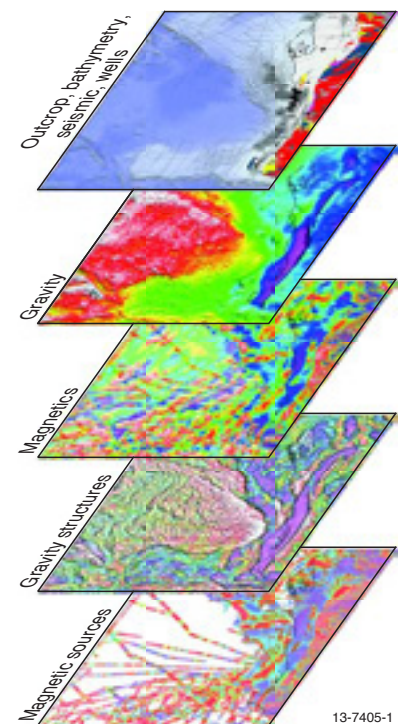 Outcrop, bathymetry,
seismic, wells
Gravity
Magnetics
Gravity structures
Magnetic sources
13-7405-1